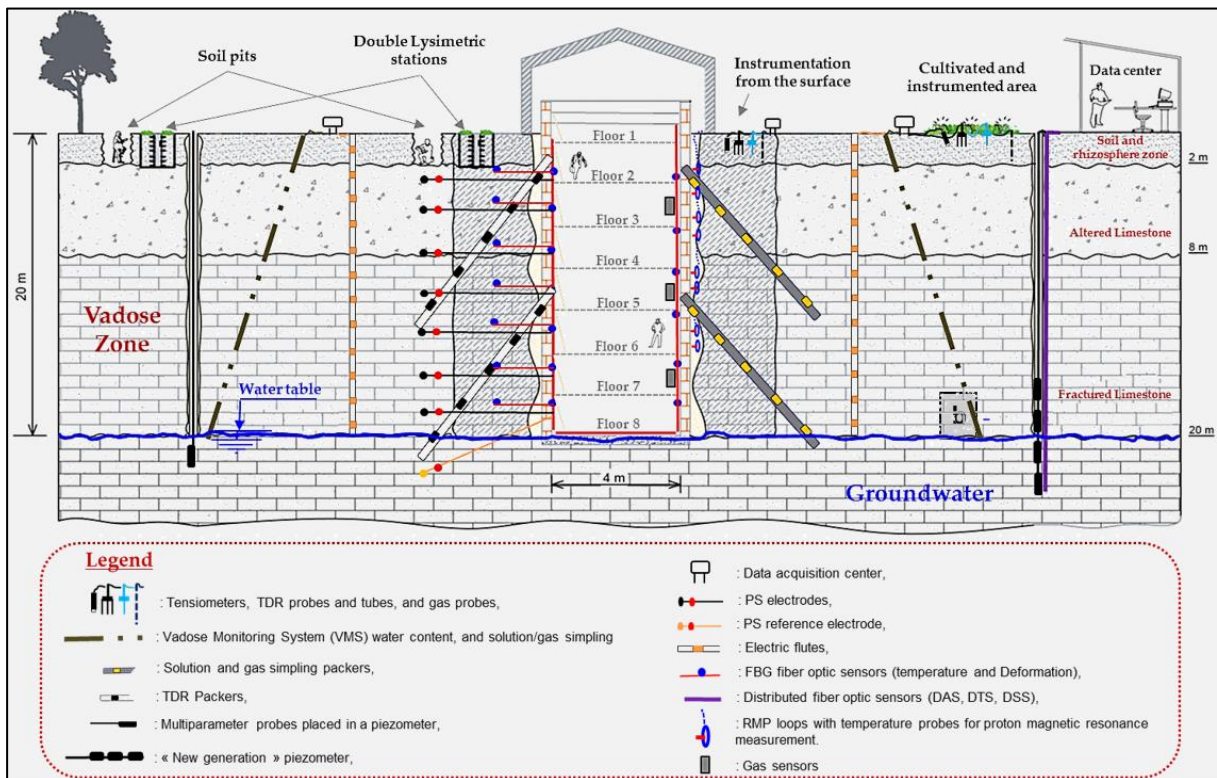 Soil pits
Double Lysimetric
stations
Instrumentation
from the surface
Cultivated and
instrumented area
Data center
Floor 1
Floor 2
Floor 3
Floor 4
Floor 5
Floor 6
Floor 7
Floor 8
Soil and
rhizosphere zone
2 m
Altered Limestone
8 m
20 m
Vadose
Zone
Water table
Fractured Limestone
20 m
4 m
Groundwater
Legend
: Tensiometers, TDR probes and tubes, and gas probes,
: Vadose Monitoring System (VMS) water content, and solution/gas simpling
: Solution and gas simpling packers,
: TDR Packers,
: Multiparameter probes placed in a piezometer,
: « New generation » piezometer,
: Data acquisition center,
: PS electrodes,
: PS reference electrode,
: Electric flutes,
: FBG fiber optic sensors (temperature and Deformation),
: Distributed fiber optic sensors (DAS, DTS, DSS),
: RMP loops with temperature probes for proton magnetic resonance
measurement.
: Gas sensors